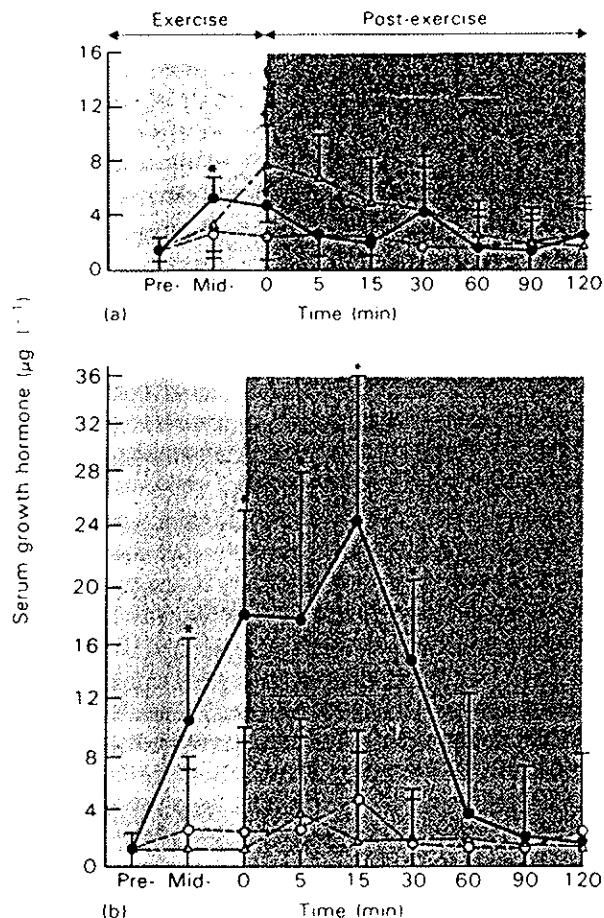 Exercise Post-exercise
16
12
8
4
0
Pre- Mid- 0 5 15 30 60 90 120
(a) Time (min)
Serum growth hormone (µg l⁻¹)
36
32
28
24
20
16
12
8
4
0
Pre- Mid- 0 5 15 30 60 90 120
(b) Time (min)